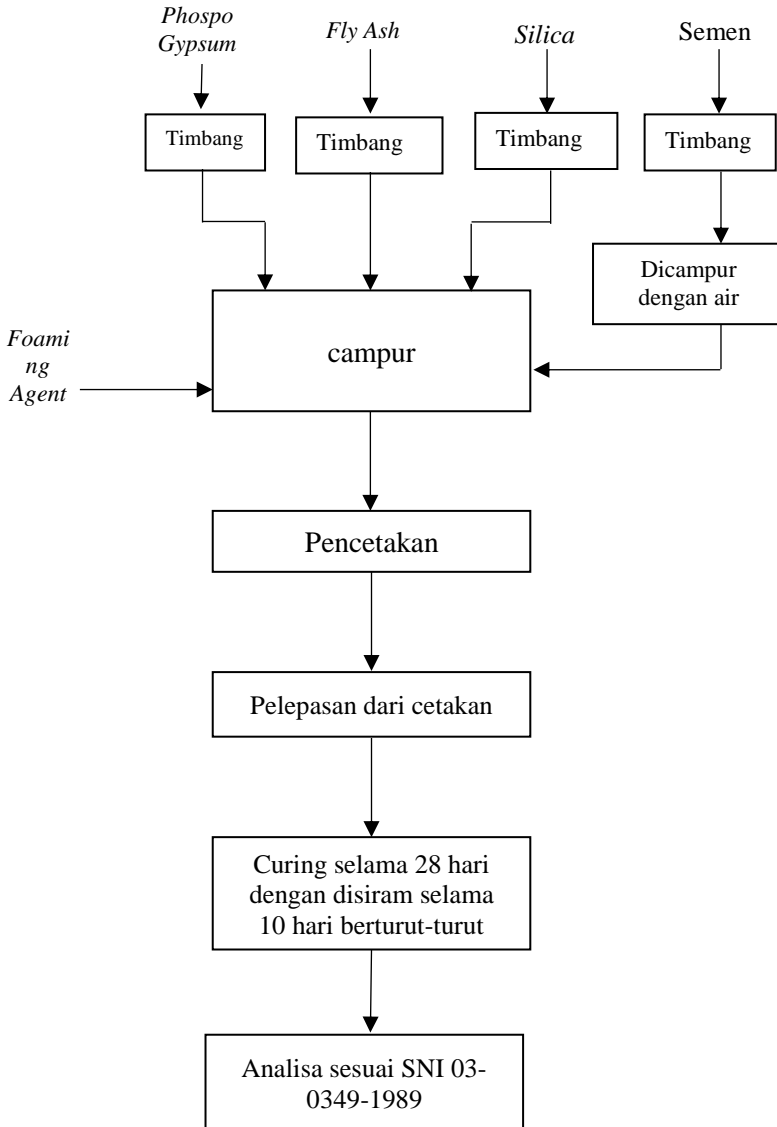 Phospo
Gypsum
Fly Ash
Silica
Semen
Timbang
Timbang
Timbang
Timbang
Dicampur
dengan air
Foami
ng
Agent
campur
Pencetakan
Pelepasan dari cetakan
Curing selama 28 hari
dengan disiram selama
10 hari berturut-turut
Analisa sesuai SNI 03-
0349-1989